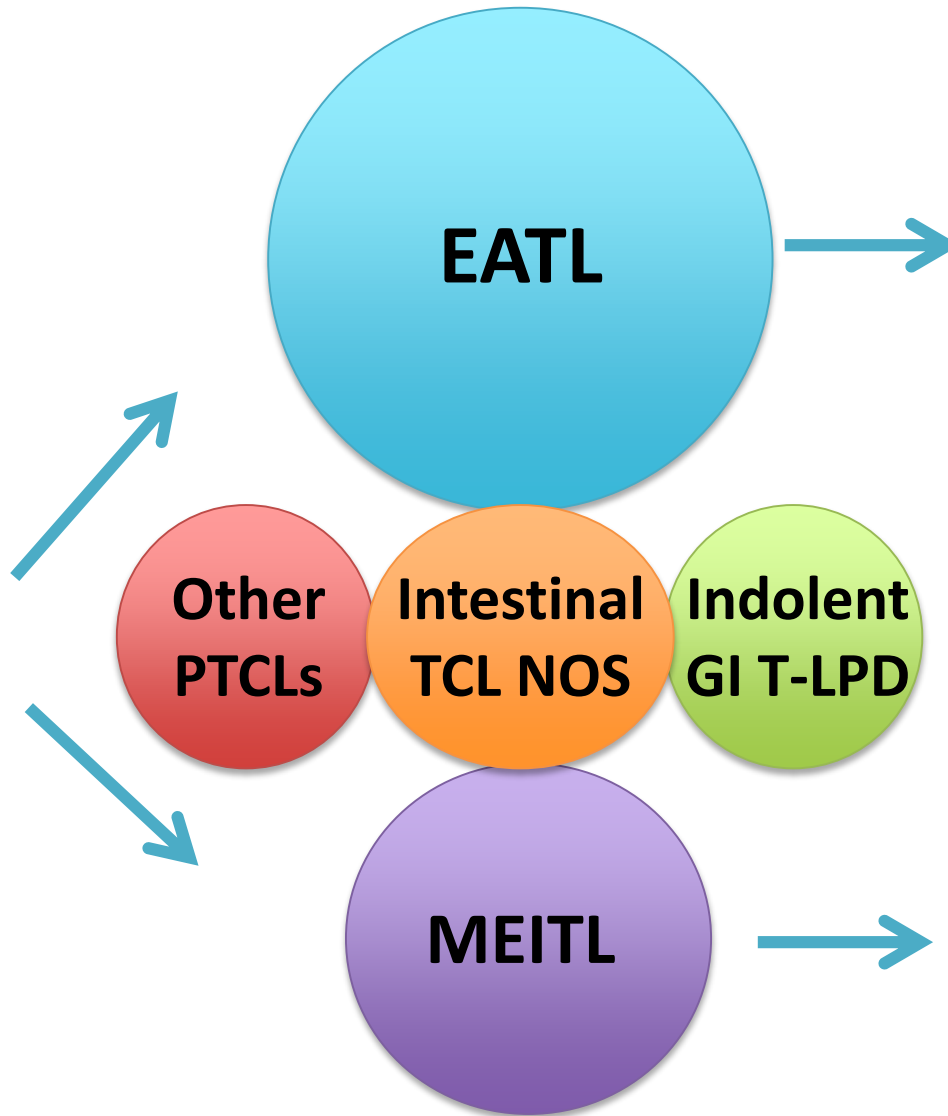 EATL
Other
PTCLs
Intestinal
TCL NOS
Indolent
GI T-LPD
MEITL